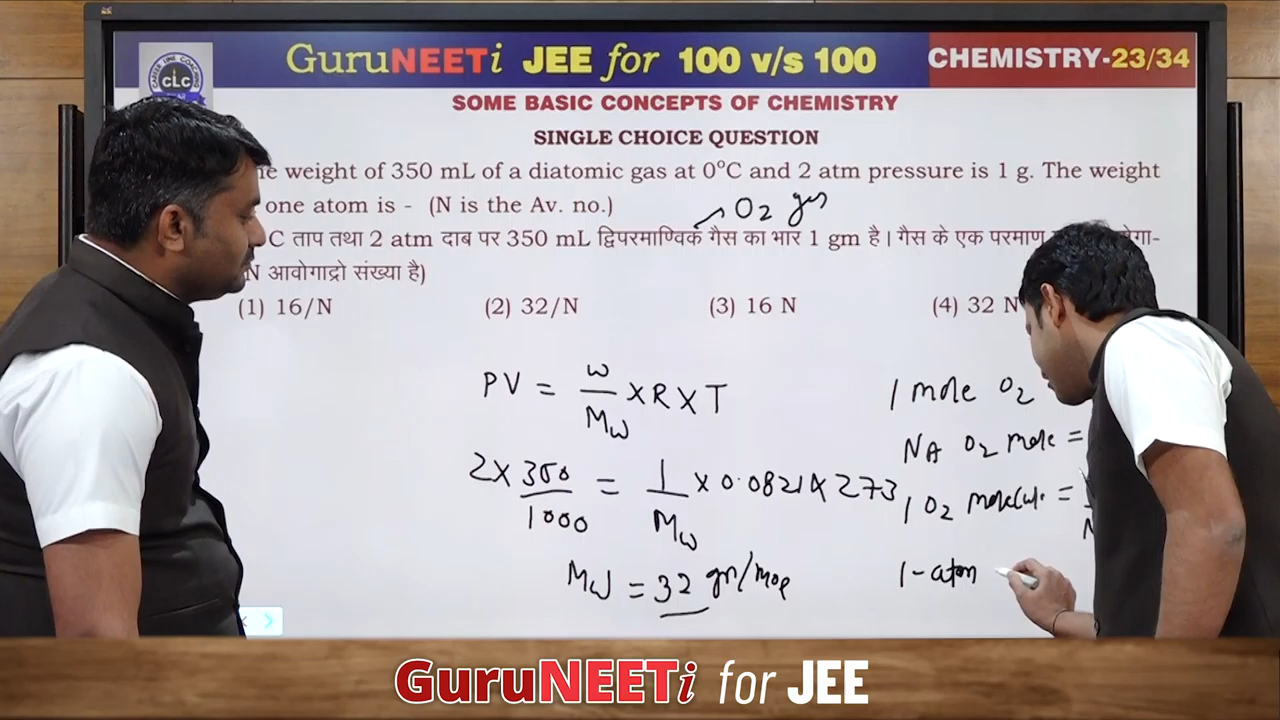 GuruNEETi JEE for 100 v/s 100
CHEMISTRY-23/34
CLC
SOME BASIC CONCEPTS OF CHEMISTRY
SINGLE CHOICE QUESTION
weight of 350 mL of a diatomic gas at 0°C and 2 atm pressure is 1 g. The weight
one atom is - (N is the Av. no.)
O2 gas
C ताप तथा 2 atm दाब पर 350 mL द्विपरमाण्विक गैस का भार 1 gm है। गैस के एक
N आवोगाद्रो संख्या है)
(1) 16/N (2) 32/N (3) 16 N (4) 32 N
PV = w/Mw × R × T
2 × 350/1000 = 1/Mw × 0.0821 × 273
Mw = 32 gm/mole
1 mole O2
NA O2 mole =
1 O2 molecule =
1-atom
GuruNEETi for JEE